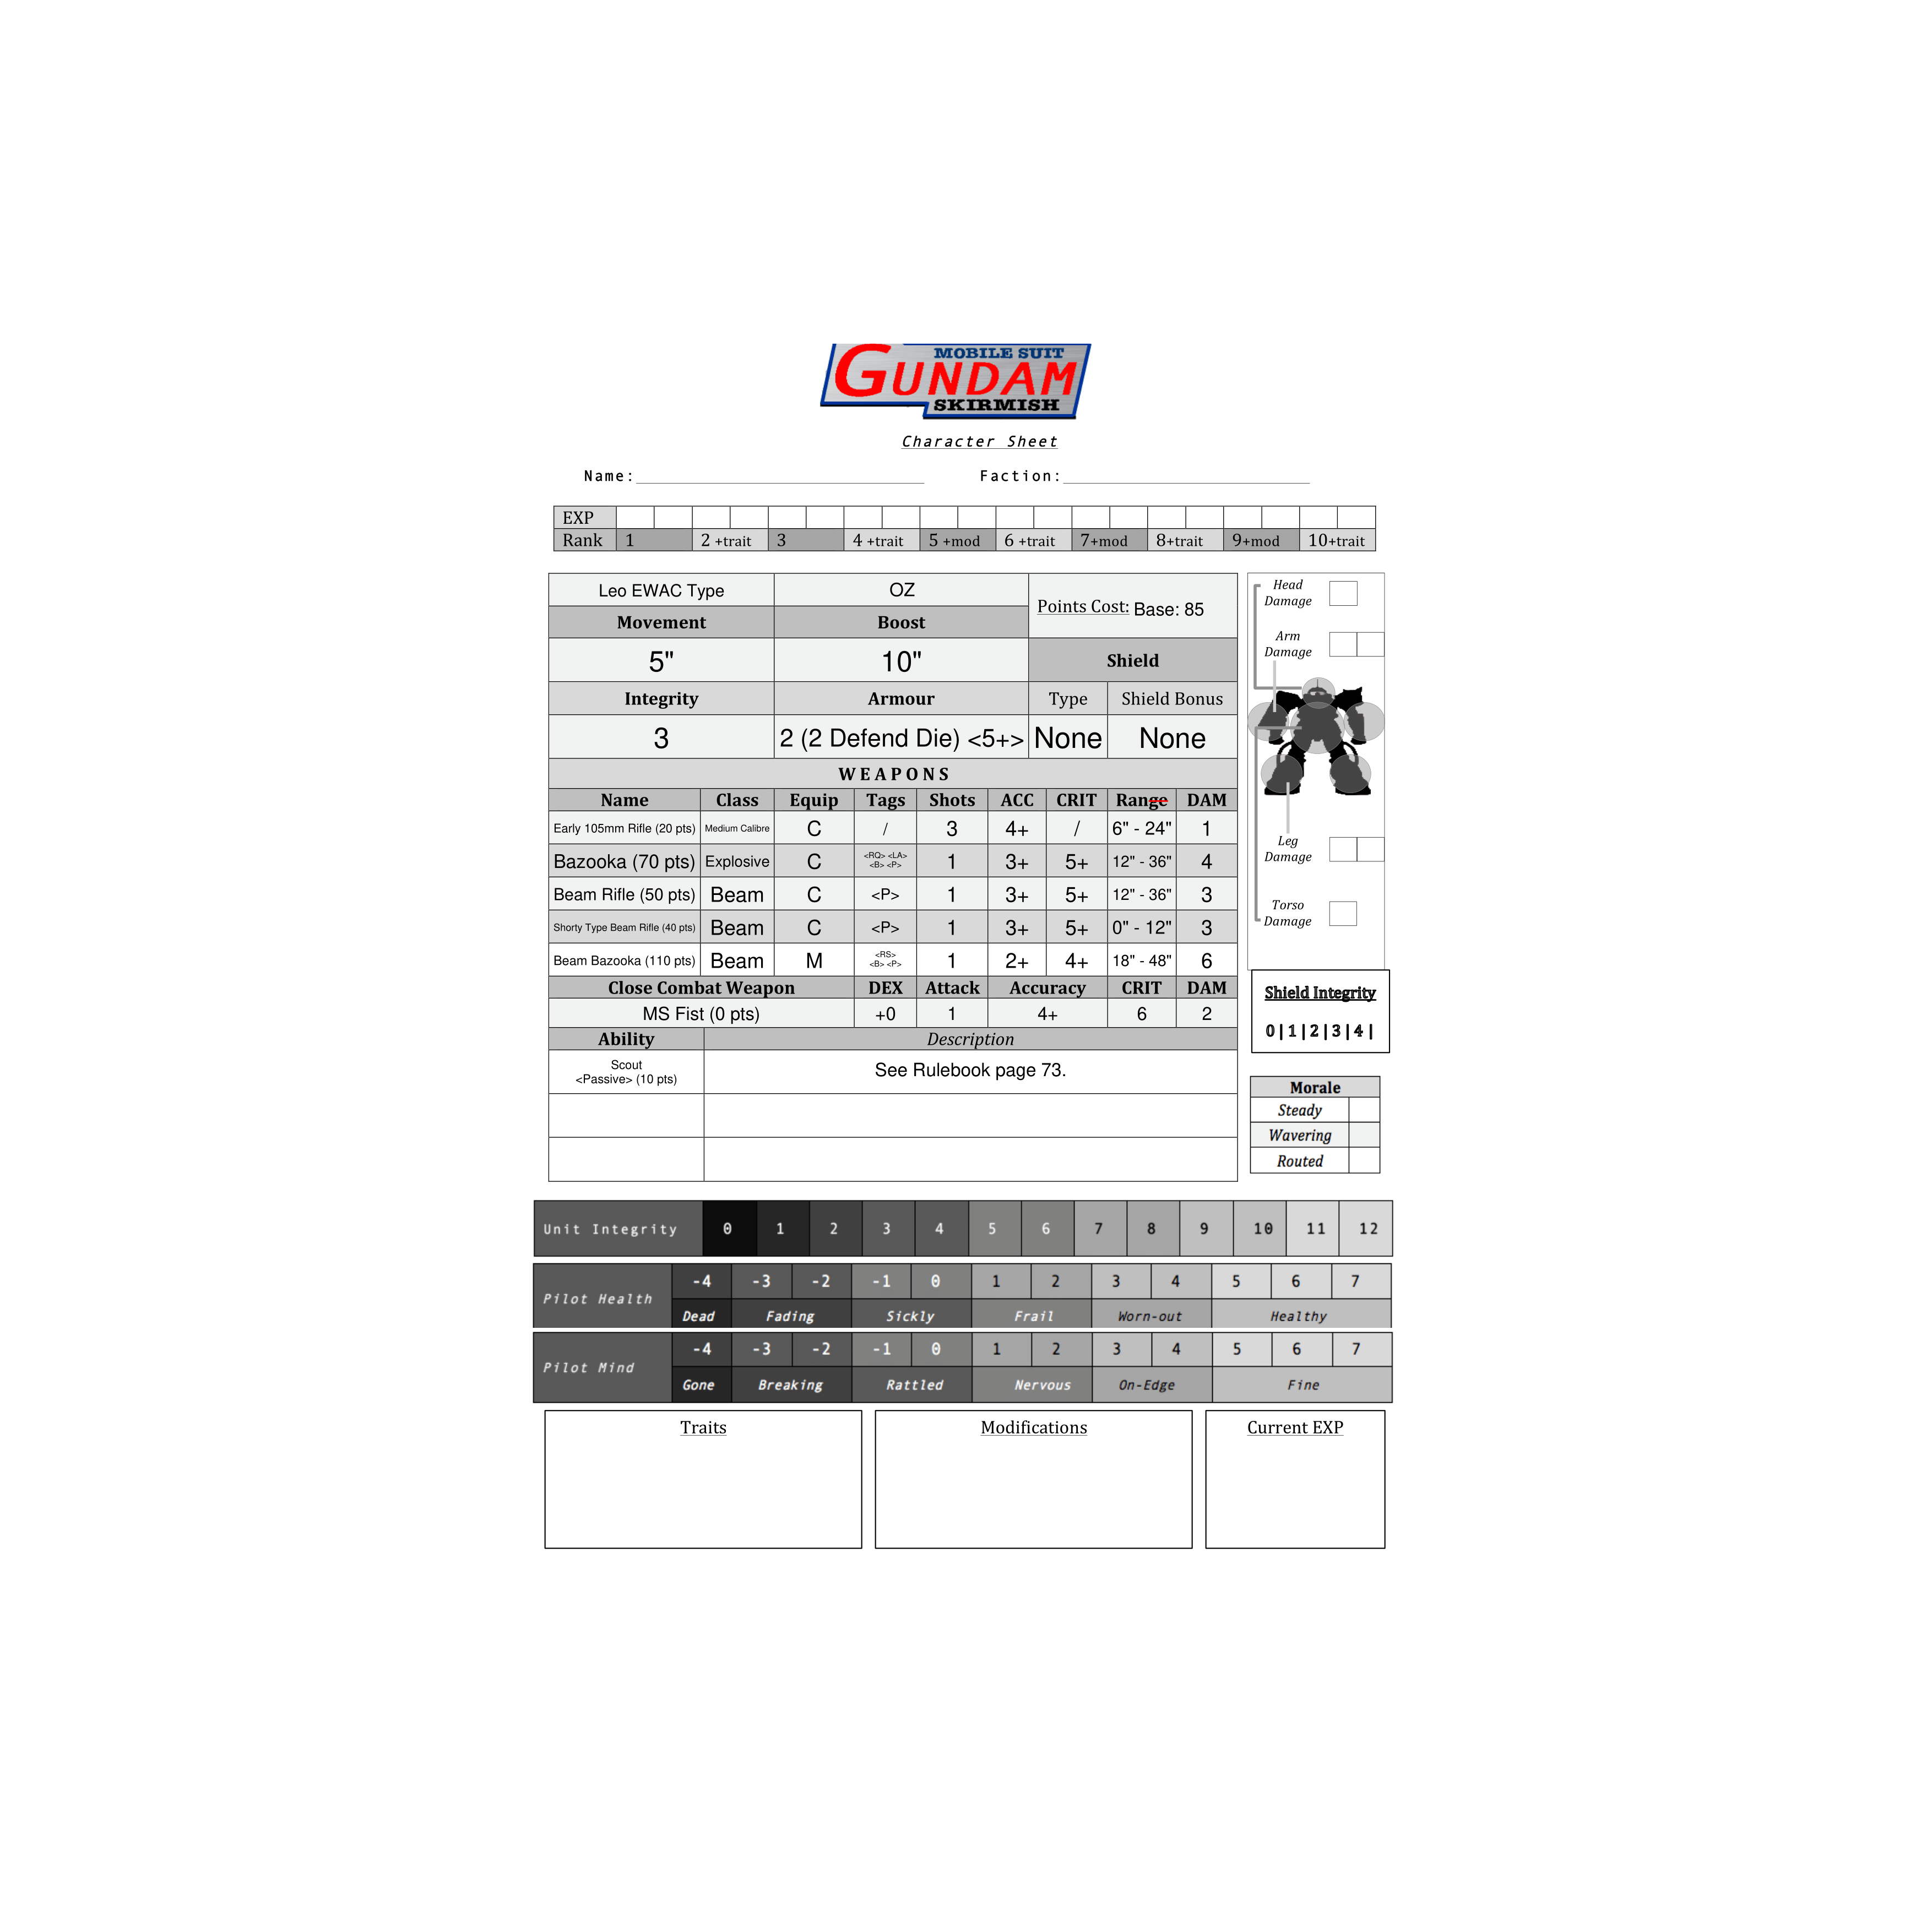 MOBILE SUIT
GUNDAM
SKIRMISH
Character Sheet
Name: Faction:
EXP
Rank 1 2 +trait 3 4 +trait 5 +mod 6 +trait 7+mod 8+trait 9+mod 10+trait
Leo EWAC Type OZ Points Cost: Base: 85
Movement Boost
5" 10" Shield
Integrity Armour Type Shield Bonus
3 2 (2 Defend Die) <5+> None None
WEAPONS
Name Class Equip Tags Shots ACC CRIT Range DAM
Early 105mm Rifle (20 pts) Medium Calibre C / 3 4+ / 6" - 24" 1
Bazooka (70 pts) Explosive C <RQ> <LA> <B> <P> 1 3+ 5+ 12" - 36" 4
Beam Rifle (50 pts) Beam C <P> 1 3+ 5+ 12" - 36" 3
Shorty Type Beam Rifle (40 pts) Beam C <P> 1 3+ 5+ 0" - 12" 3
Beam Bazooka (110 pts) Beam M <RS> <B> <P> 1 2+ 4+ 18" - 48" 6
Close Combat Weapon DEX Attack Accuracy CRIT DAM
MS Fist (0 pts) +0 1 4+ 6 2
Ability Description
Scout
<Passive> (10 pts) See Rulebook page 73.
Head
Damage
Arm
Damage
Leg
Damage
Torso
Damage
Shield Integrity
0|1|2|3|4|
Morale
Steady
Wavering
Routed
Unit Integrity 0 1 2 3 4 5 6 7 8 9 10 11 12
Pilot Health -4 -3 -2 -1 0 1 2 3 4 5 6 7
Dead Fading Sickly Frail Worn-out Healthy
Pilot Mind -4 -3 -2 -1 0 1 2 3 4 5 6 7
Gone Breaking Rattled Nervous On-Edge Fine
Traits Modifications Current EXP